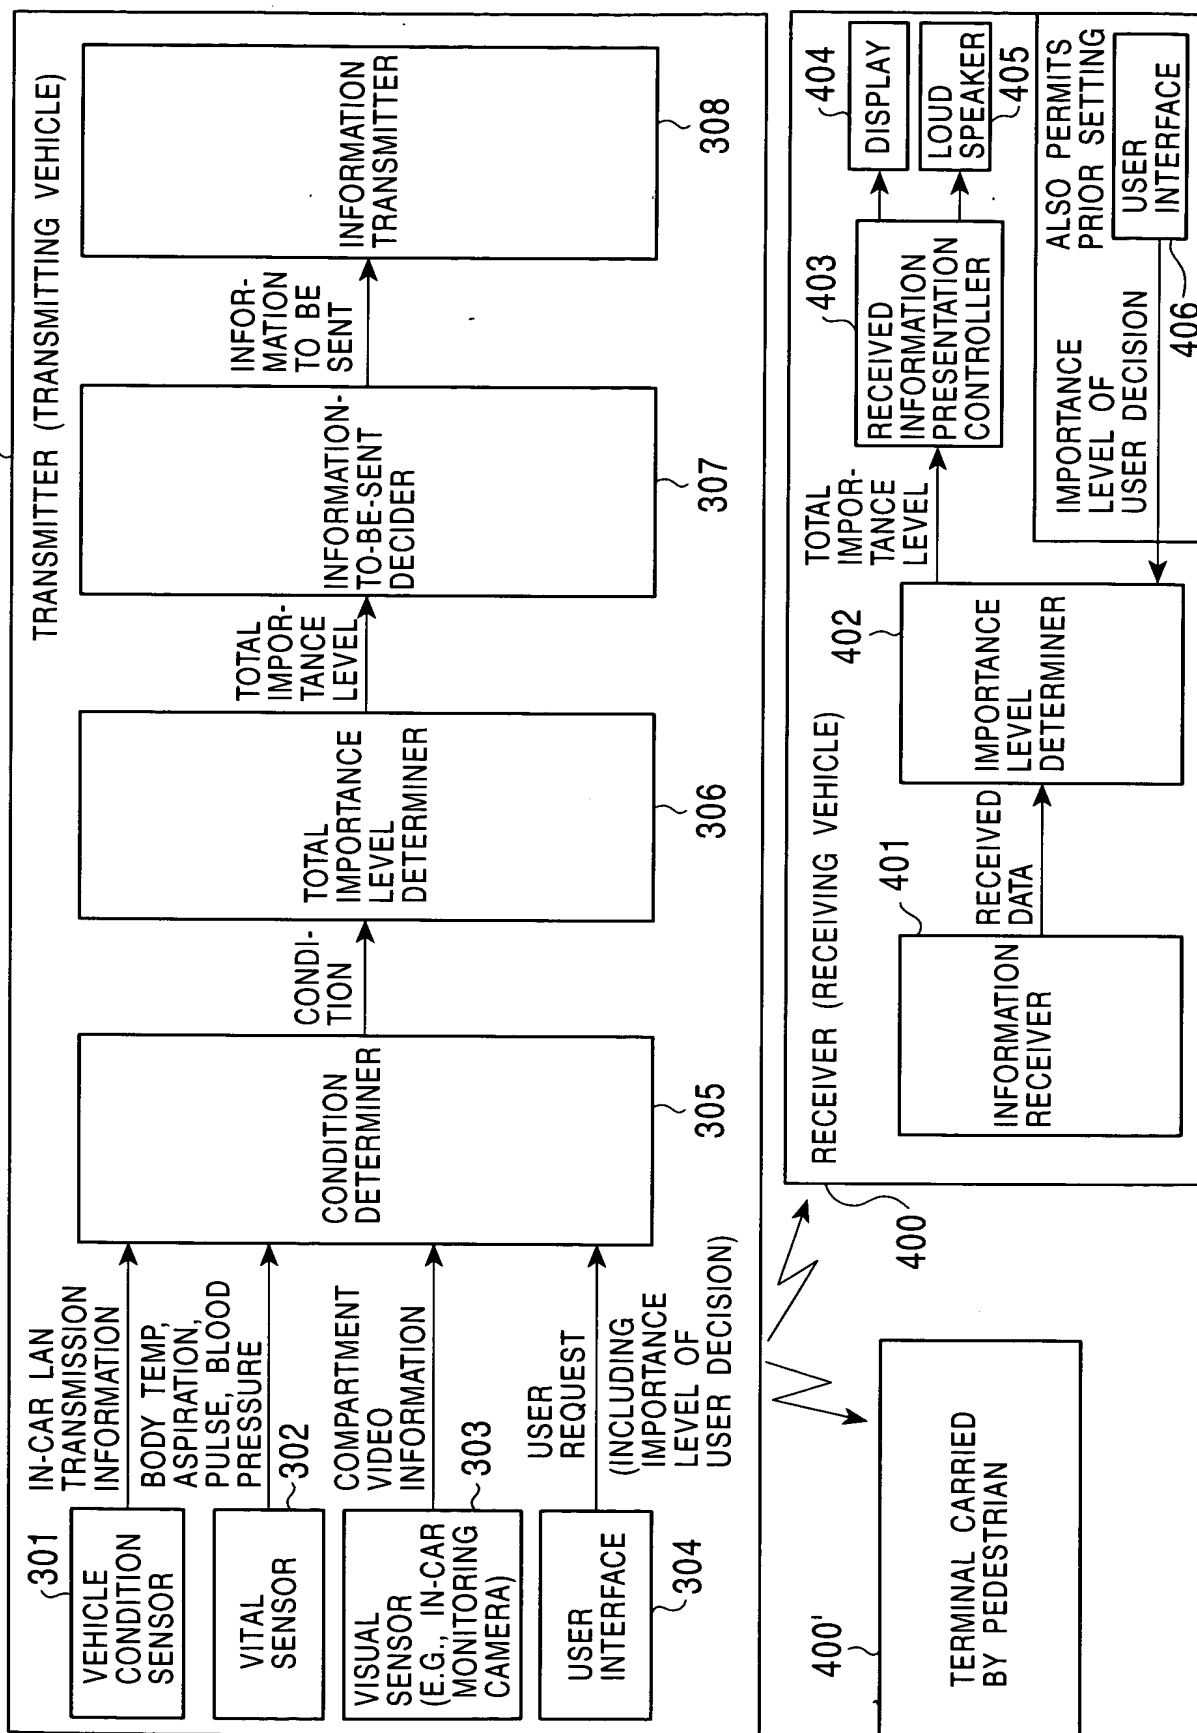 TRANSMITTER (TRANSMITTING VEHICLE)
301
VEHICLE
CONDITION
SENSOR
IN-CAR LAN
TRANSMISSION
INFORMATION
VITAL
SENSOR
302
BODY TEMP,
ASPIRATION,
PULSE, BLOOD
PRESSURE
VISUAL
SENSOR
(E.G., IN-CAR
MONITORING
CAMERA)
303
COMPARTMENT
VIDEO
INFORMATION
USER
INTERFACE
304
USER
REQUEST
(INCLUDING
IMPORTANCE
LEVEL OF
USER DECISION)
CONDITION
DETERMINER
305
CONDI-
TION
TOTAL
IMPORTANCE
LEVEL
DETERMINER
306
TOTAL
IMPOR-
TANCE
LEVEL
INFORMATION-
TO-BE-SENT
DECIDER
307
INFOR-
MATION
TO BE
SENT
INFORMATION
TRANSMITTER
308
400'
TERMINAL CARRIED
BY PEDESTRIAN
400
RECEIVER (RECEIVING VEHICLE)
INFORMATION
RECEIVER
401
RECEIVED
DATA
IMPORTANCE
LEVEL
DETERMINER
402
TOTAL
IMPOR-
TANCE
LEVEL
RECEIVED
INFORMATION
PRESENTATION
CONTROLLER
403
DISPLAY
404
LOUD
SPEAKER
405
IMPORTANCE
LEVEL OF
USER DECISION
ALSO PERMITS
PRIOR SETTING
USER
INTERFACE
406